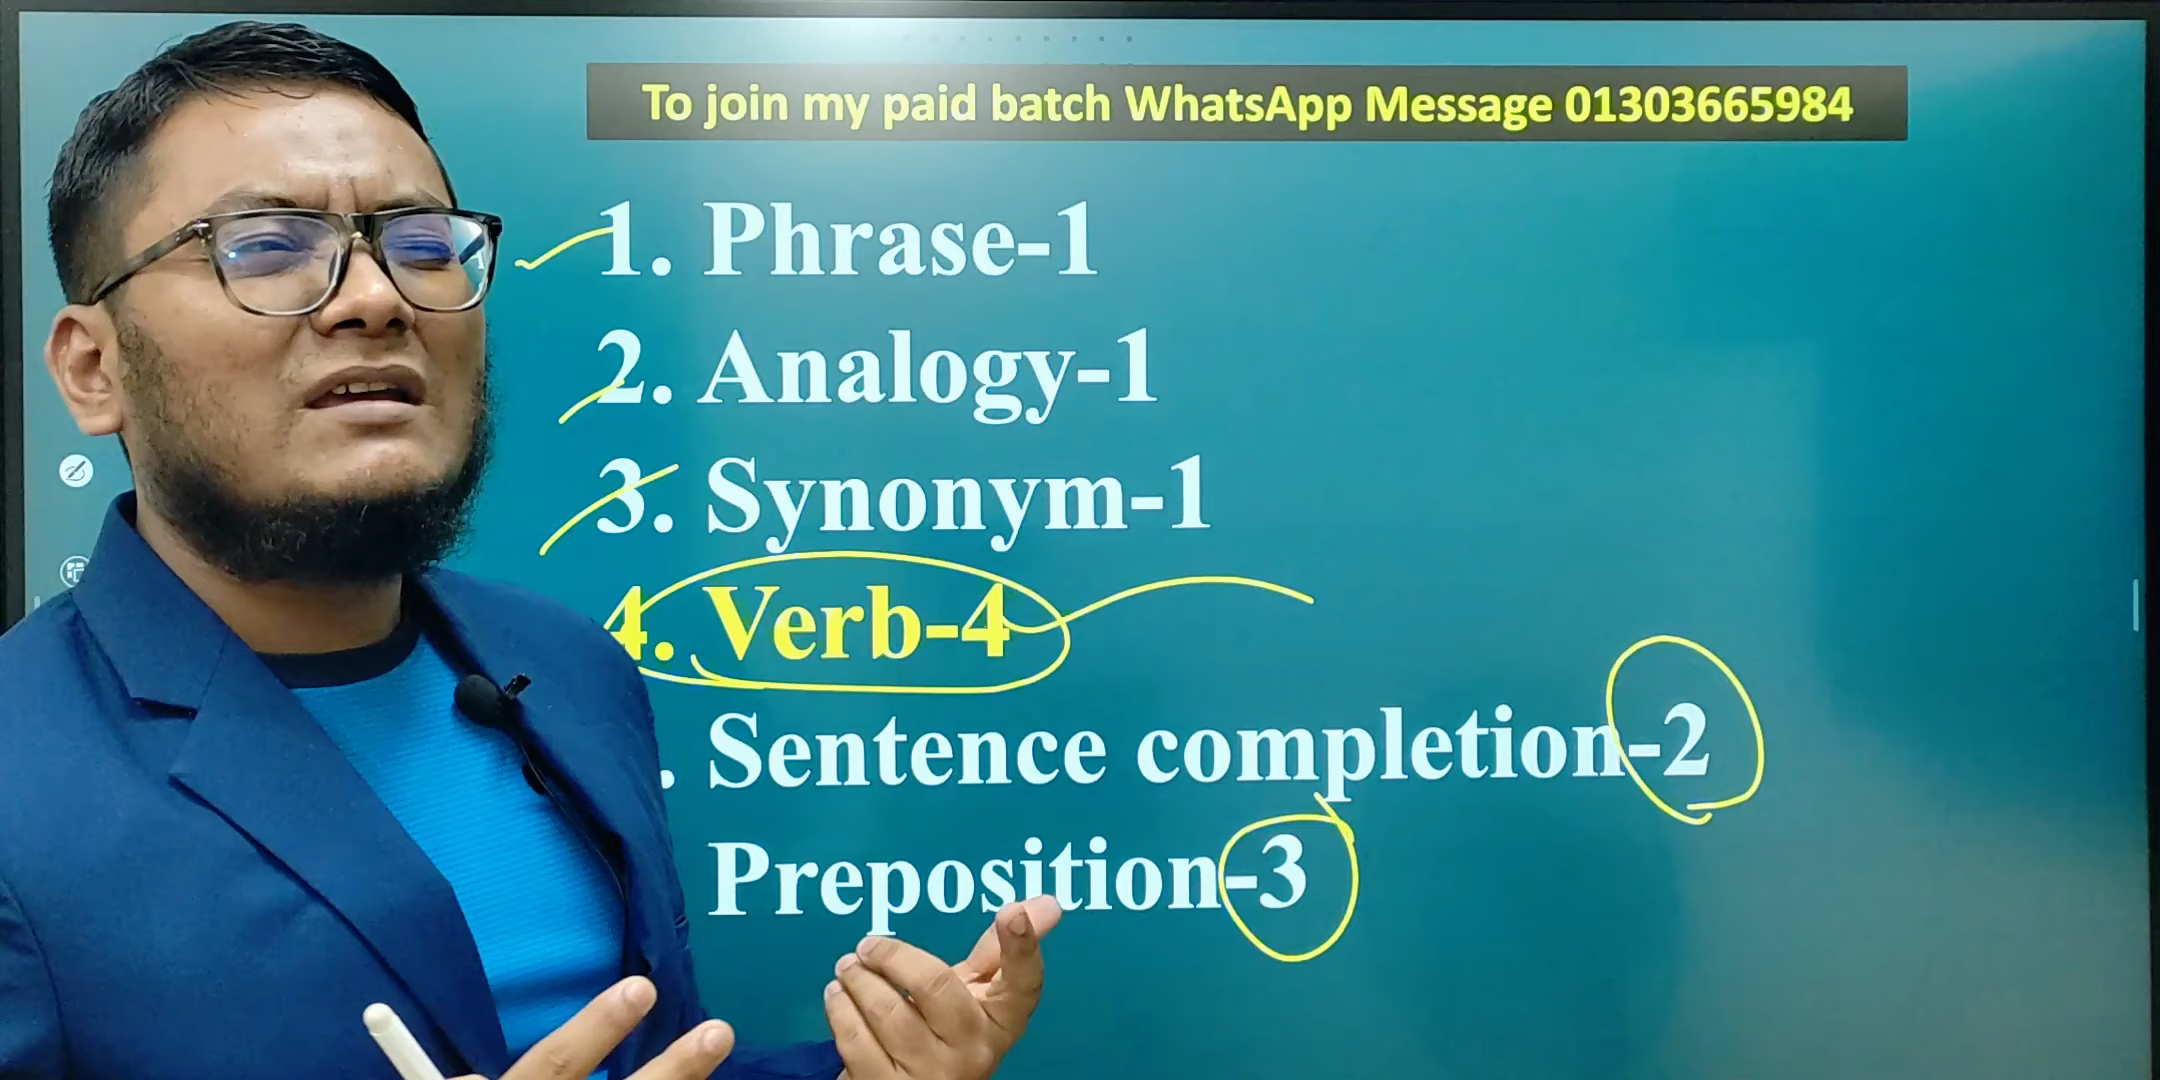 To join my paid batch WhatsApp Message 01303665984
1. Phrase-1
2. Analogy-1
3. Synonym-1
4. Verb-4
. Sentence completion-2
Preposition-3